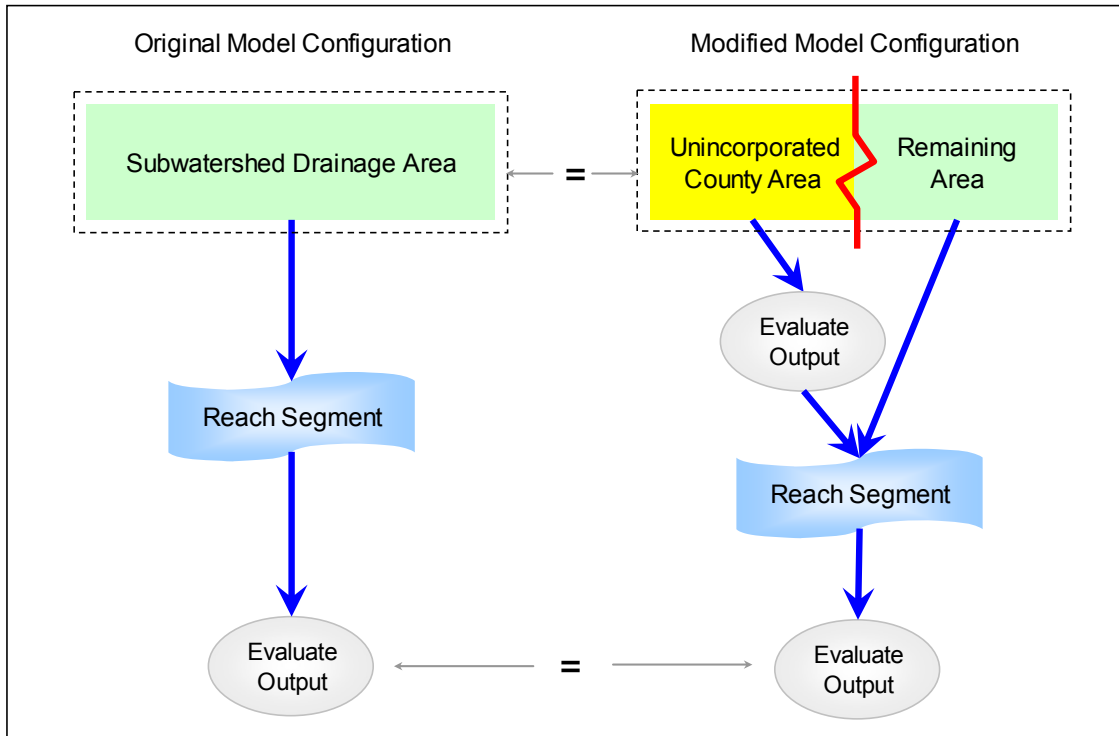 Original Model Configuration
Modified Model Configuration
Subwatershed Drainage Area
=
Unincorporated
County Area
Remaining
Area
Evaluate
Output
Reach Segment
Reach Segment
Evaluate
Output
=
Evaluate
Output